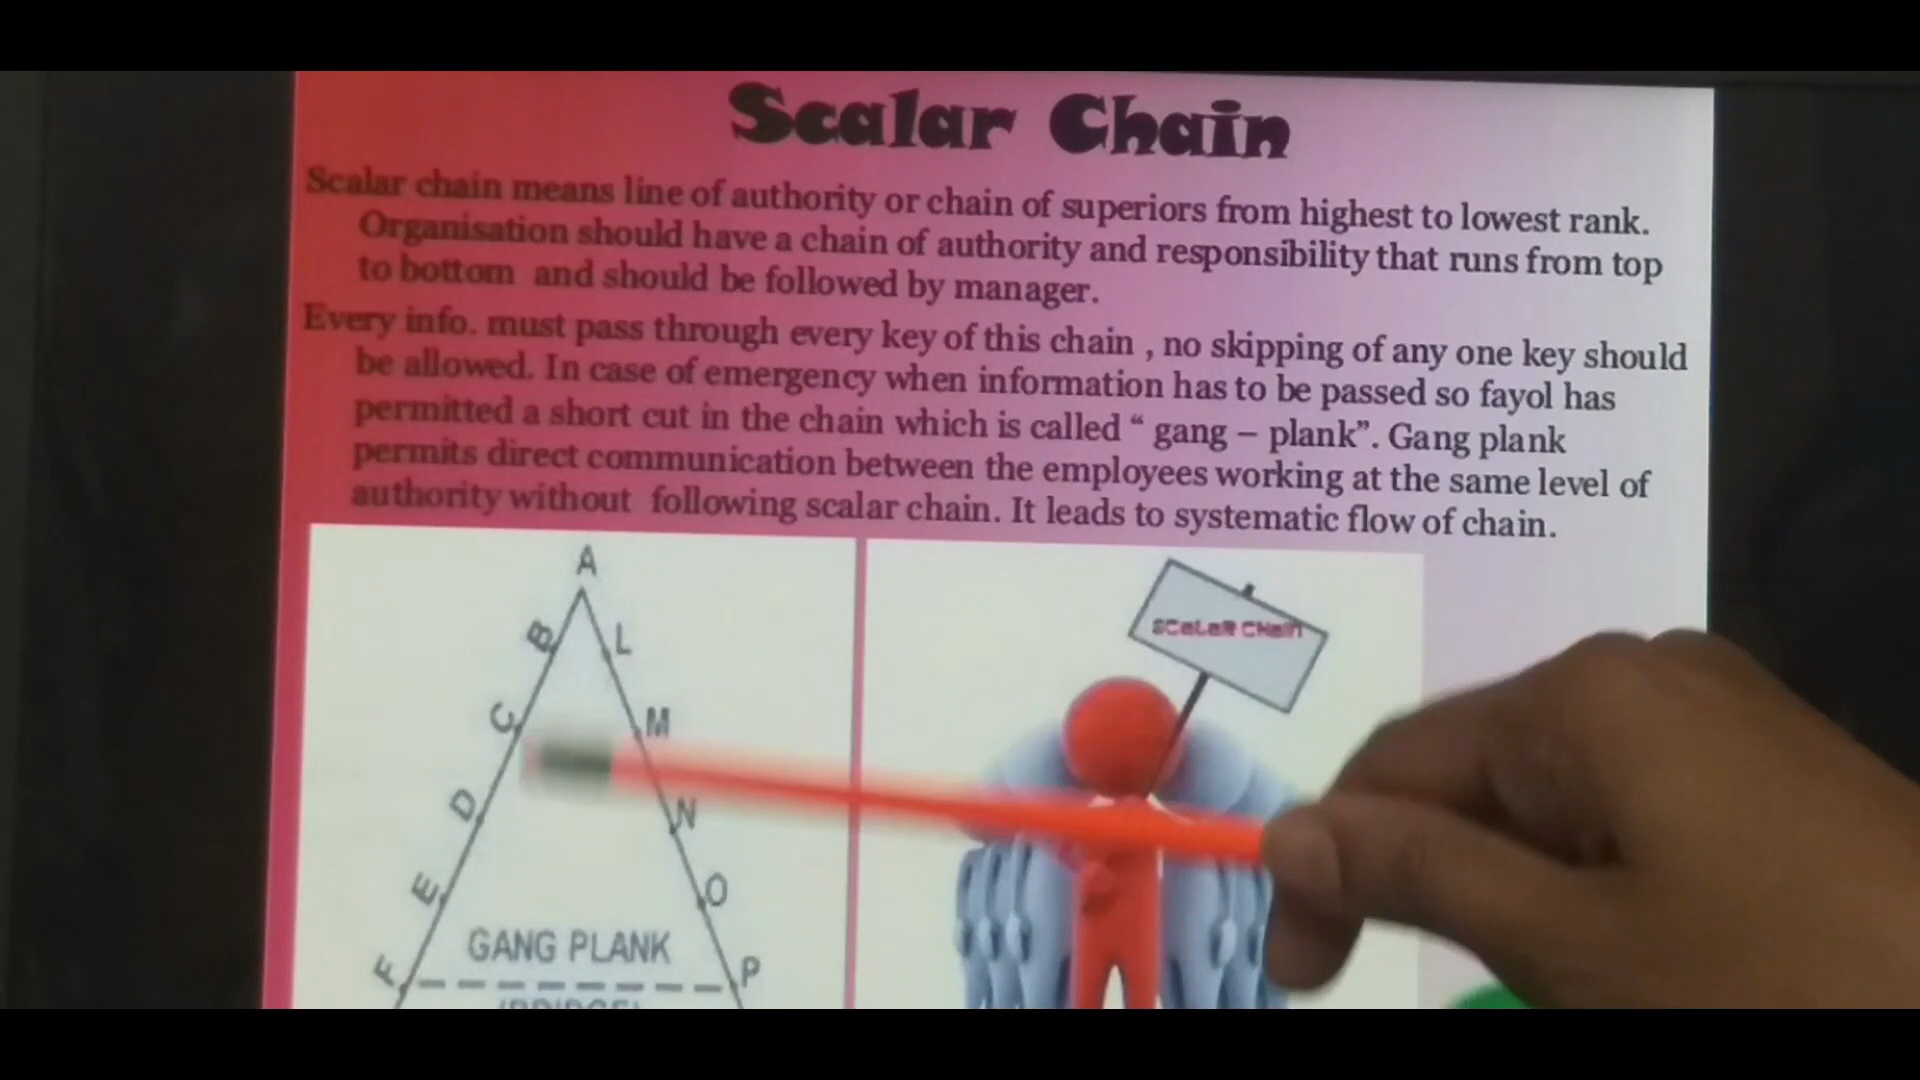 Scalar Chain
Scalar chain means line of authority or chain of superiors from highest to lowest rank.
Organisation should have a chain of authority and responsibility that runs from top
to bottom and should be followed by manager.
Every info. must pass through every key of this chain , no skipping of any one key should
be allowed. In case of emergency when information has to be passed so fayol has
permitted a short cut in the chain which is called “ gang – plank”. Gang plank
permits direct communication between the employees working at the same level of
authority without following scalar chain. It leads to systematic flow of chain.
A
B
L
SCaLaR CHaiN
C
M
D
N
E
O
GANG PLANK
F
P